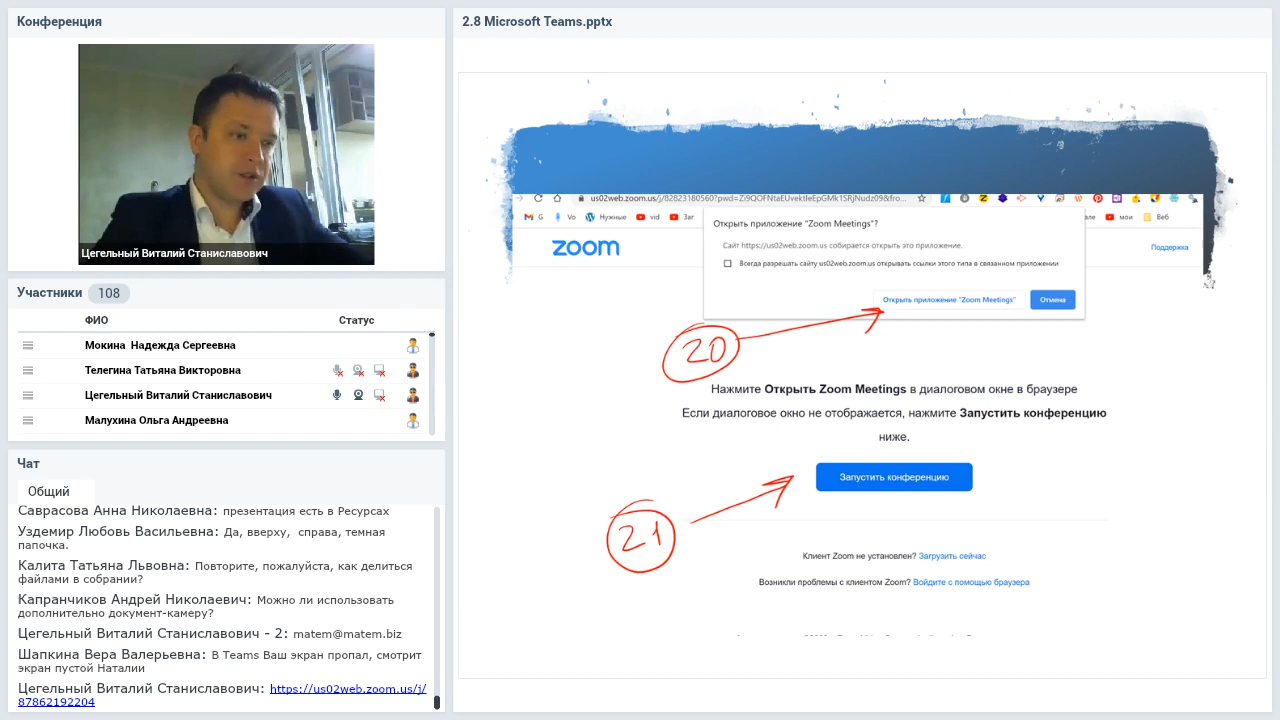 Конференция
Цегельный Виталий Станиславович
Участники 108
ФИО Статус
Мокина Надежда Сергеевна
Телегина Татьяна Викторовна
Цегельный Виталий Станиславович
Малухина Ольга Андреевна
Чат
Общий
Саврасова Анна Николаевна: презентация есть в Ресурсах
Уздемир Любовь Васильевна: Да, вверху, справа, темная
папочка.
Калита Татьяна Львовна: Повторите, пожалуйста, как делиться
файлами в собрании?
Капранчиков Андрей Николаевич: Можно ли использовать
дополнительно документ-камеру?
Цегельный Виталий Станиславович - 2: matem@matem.biz
Шапкина Вера Валерьевна: В Teams Ваш экран пропал, смотрит
экран пустой Наталии
Цегельный Виталий Станиславович: https://us02web.zoom.us/j/
87862192204
2.8 Microsoft Teams.pptx
G Vo Нужные vid Заг мои Веб
zoom
Поддержка
Открыть приложение "Zoom Meetings"?
Сайт https://us02web.zoom.us собирается открыть это приложение.
Всегда разрешать сайту us02web.zoom.us открывать ссылки этого типа в связанном приложении
Открыть приложение "Zoom Meetings" Отмена
20
Нажмите Открыть Zoom Meetings в диалоговом окне в браузере
Если диалоговое окно не отображается, нажмите Запустить конференцию
ниже.
Запустить конференцию
21
Клиент Zoom не установлен? Загрузить сейчас
Возникли проблемы с клиентом Zoom? Войдите с помощью браузера